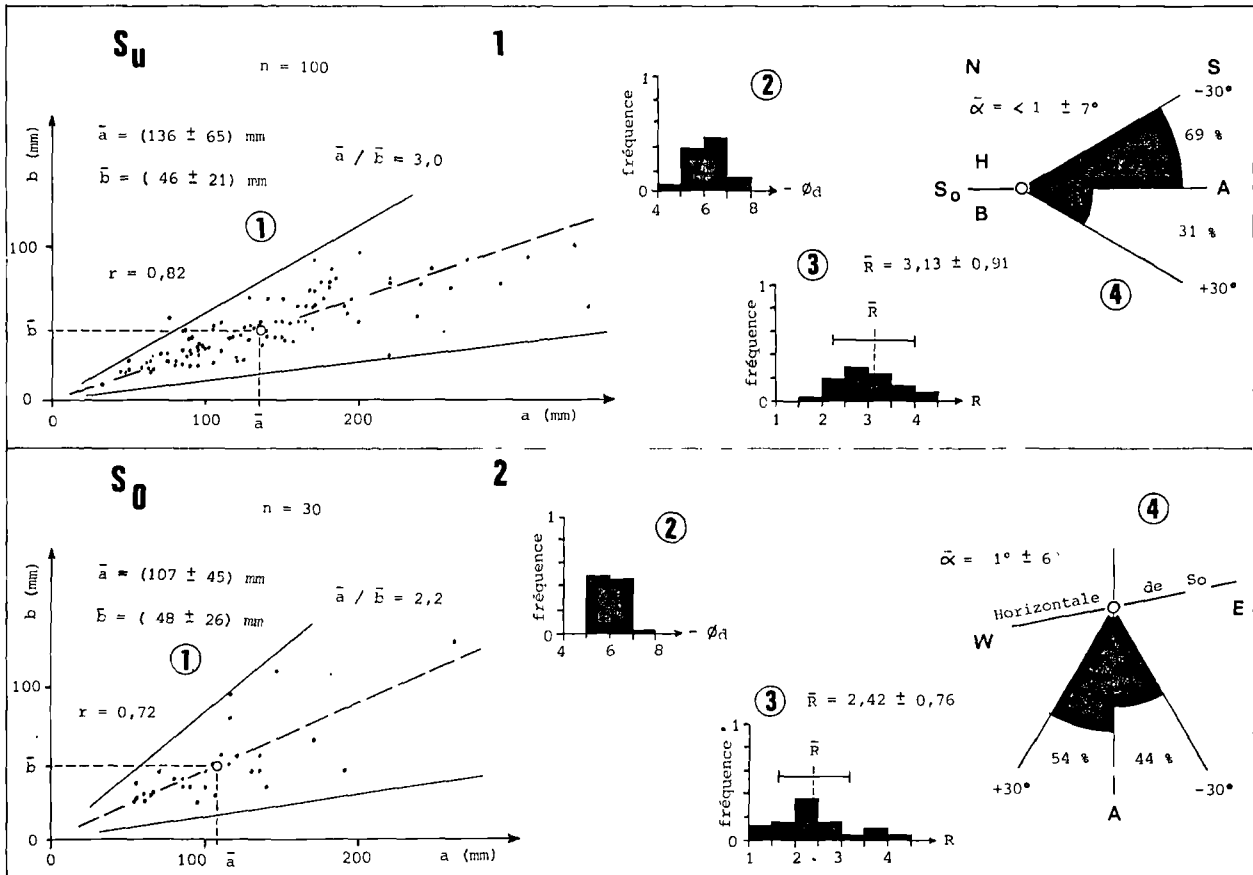 Su
1
n = 100
ā = (136 ± 65) mm
b̄ = ( 46 ± 21) mm
ā / b̄ = 3,0
1
r = 0,82
b (mm)
100
b̄
0
0
100
ā
200
a (mm)
2
fréquence
1
0
4
6
8
- Ød
3
R̄ = 3,13 ± 0,91
R̄
fréquence
1
0
1
2
3
4
R
N
S
ᾱ = < 1 ± 7°
-30°
69 %
H
So
A
B
31 %
+30°
4
S0
2
n = 30
ā ≈ (107 ± 45) mm
b̄ = ( 48 ± 26) mm
ā / b̄ = 2,2
1
r = 0,72
b (mm)
100
b̄
0
0
100
ā
200
a (mm)
2
fréquence
1
0
4
6
8
- Ød
3
R̄ = 2,42 ± 0,76
R̄
fréquence
1
0
1
2
3
4
R
4
ᾱ = 1° ± 6
Horizontale de So
E
W
54 %
44 %
+30°
-30°
A